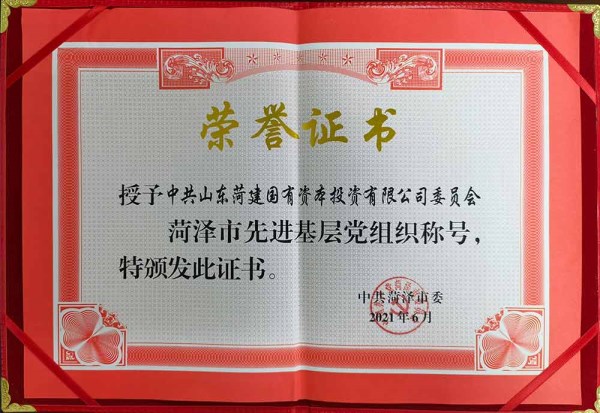 荣誉证书
授予中共山东菏建国有资本投资有限公司委员会
菏泽市先进基层党组织称号,
特颁发此证书。
中共菏泽市委
2021年6月